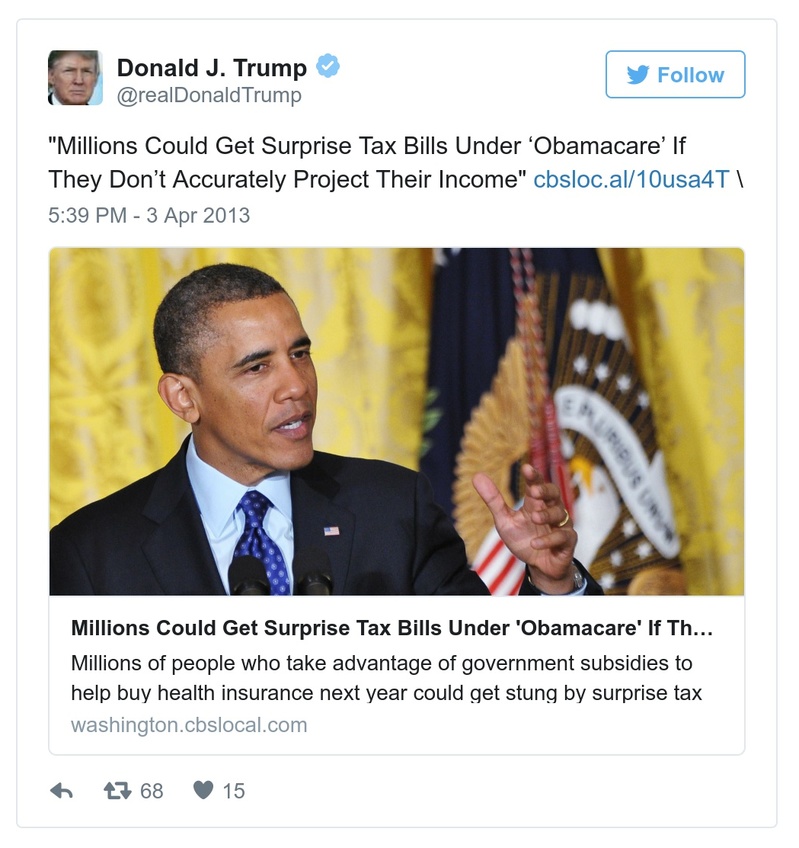 Donald J. Trump
@realDonaldTrump
Follow
"Millions Could Get Surprise Tax Bills Under ‘Obamacare’ If
They Don’t Accurately Project Their Income" cbsloc.al/10usa4T \
5:39 PM - 3 Apr 2013
E PLURIBUS UNUM
Millions Could Get Surprise Tax Bills Under 'Obamacare' If Th…
Millions of people who take advantage of government subsidies to
help buy health insurance next year could get stung by surprise tax
washington.cbslocal.com
68
15